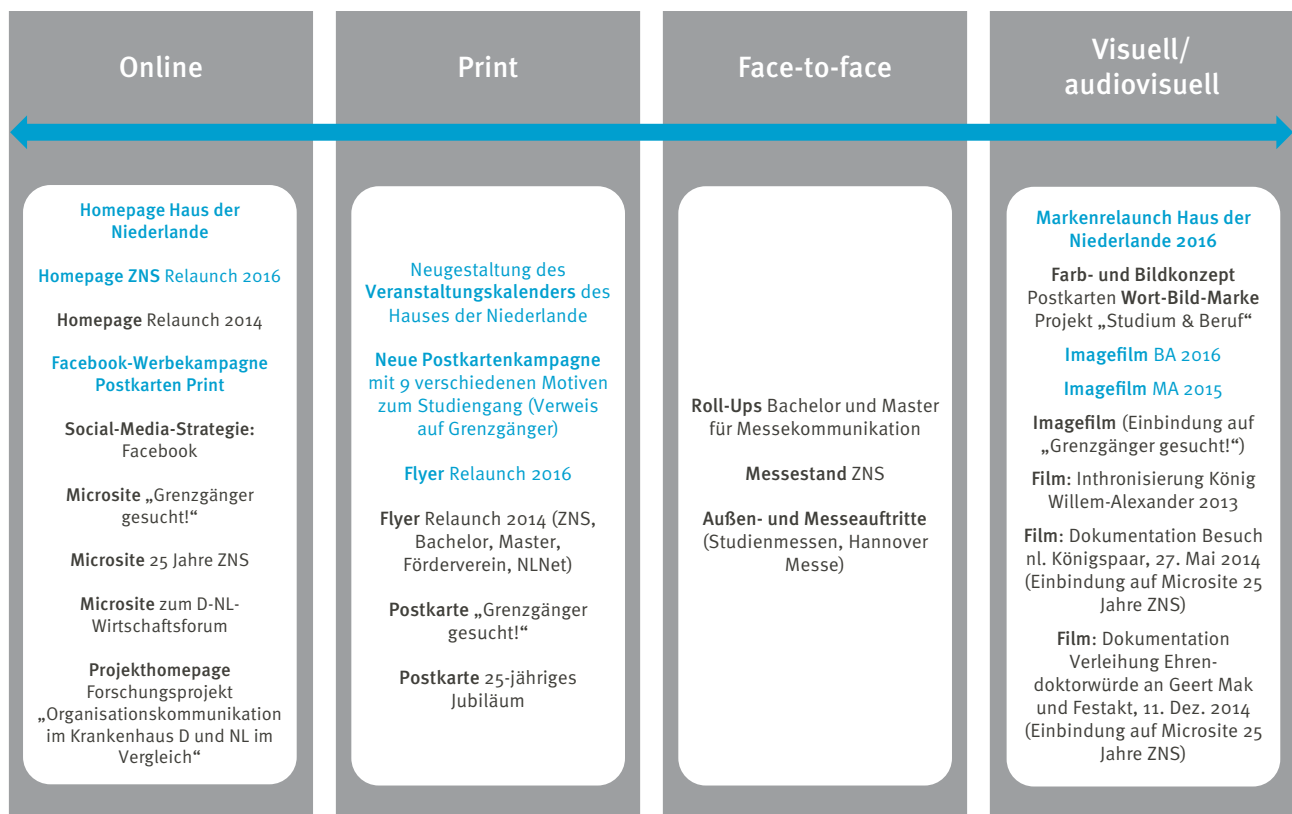 Online
Homepage Haus der
Niederlande
Homepage ZNS Relaunch 2016
Homepage Relaunch 2014
Facebook-Werbekampagne
Postkarten Print
Social-Media-Strategie:
Facebook
Microsite „Grenzgänger
gesucht!“
Microsite 25 Jahre ZNS
Microsite zum D-NL-
Wirtschaftsforum
Projekthomepage
Forschungsprojekt
„Organisationskommunikation
im Krankenhaus D und NL im
Vergleich“
Print
Neugestaltung des
Veranstaltungskalenders des
Hauses der Niederlande
Neue Postkartenkampagne
mit 9 verschiedenen Motiven
zum Studiengang (Verweis
auf Grenzgänger)
Flyer Relaunch 2016
Flyer Relaunch 2014 (ZNS,
Bachelor, Master,
Förderverein, NLNet)
Postkarte „Grenzgänger
gesucht!“
Postkarte 25-jähriges
Jubiläum
Face-to-face
Roll-Ups Bachelor und Master
für Messekommunikation
Messestand ZNS
Außen- und Messeauftritte
(Studienmessen, Hannover
Messe)
Visuell/
audiovisuell
Markenrelaunch Haus der
Niederlande 2016
Farb- und Bildkonzept
Postkarten Wort-Bild-Marke
Projekt „Studium & Beruf“
Imagefilm BA 2016
Imagefilm MA 2015
Imagefilm (Einbindung auf
„Grenzgänger gesucht!“)
Film: Inthronisierung König
Willem-Alexander 2013
Film: Dokumentation Besuch
nl. Königspaar, 27. Mai 2014
(Einbindung auf Microsite 25
Jahre ZNS)
Film: Dokumentation
Verleihung Ehren-
doktorwürde an Geert Mak
und Festakt, 11. Dez. 2014
(Einbindung auf Microsite 25
Jahre ZNS)